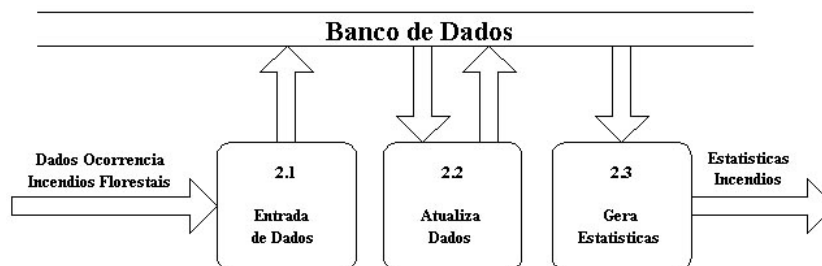 Banco de Dados
Dados Ocorrencia
Incendios Florestais
2.1
Entrada
de Dados
2.2
Atualiza
Dados
2.3
Gera
Estatisticas
Estatisticas
Incendios